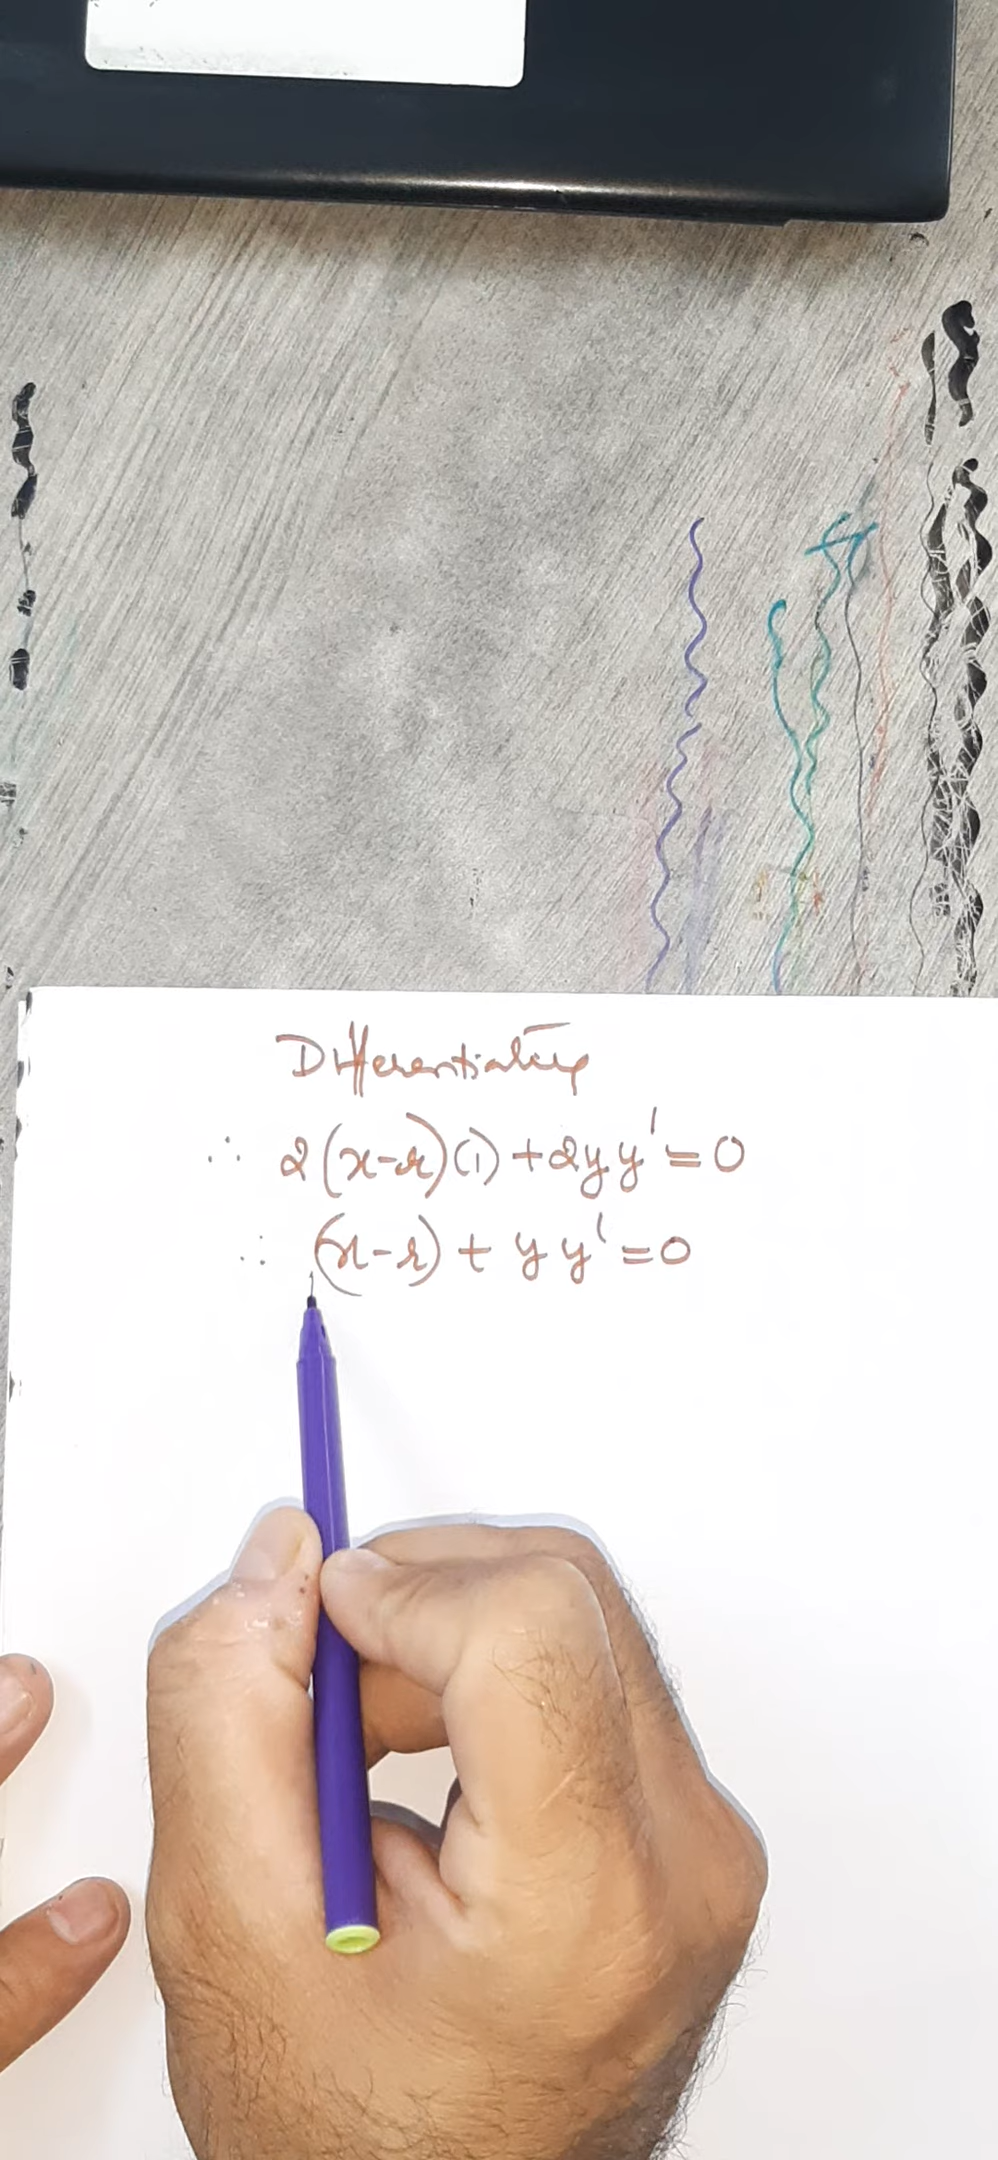 Differentiating
∴ 2(x-r)(1) + 2yy' = 0
∴ (x-r) + yy' = 0